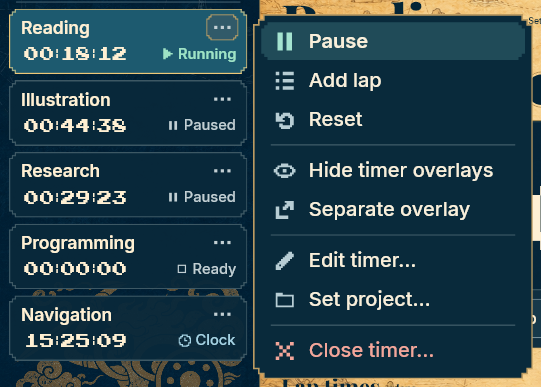 Reading ...
00:18:12 Running
Illustration ...
00:44:38 Paused
Research ...
00:29:23 Paused
Programming ...
00:00:00 Ready
Navigation ...
15:25:09 Clock
Pause
Add lap
Reset
Hide timer overlays
Separate overlay
Edit timer...
Set project...
Close timer...
Set
Lap times